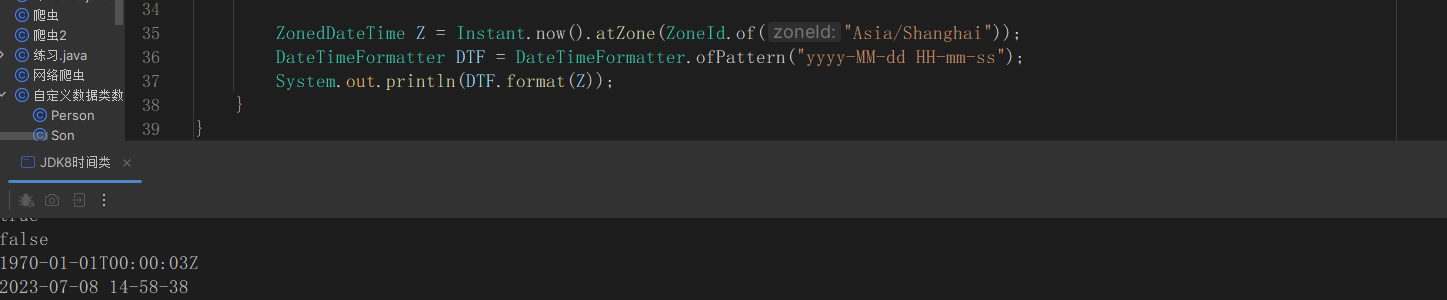 爬虫
爬虫2
练习.java
网络爬虫
自定义数据类数
Person
Son
34
35 ZonedDateTime Z = Instant.now().atZone(ZoneId.of( zoneId: "Asia/Shanghai"));
36 DateTimeFormatter DTF = DateTimeFormatter.ofPattern("yyyy-MM-dd HH-mm-ss");
37 System.out.println(DTF.format(Z));
38 }
39 }
JDK8时间类 ×
true
false
1970-01-01T00:00:03Z
2023-07-08 14-58-38